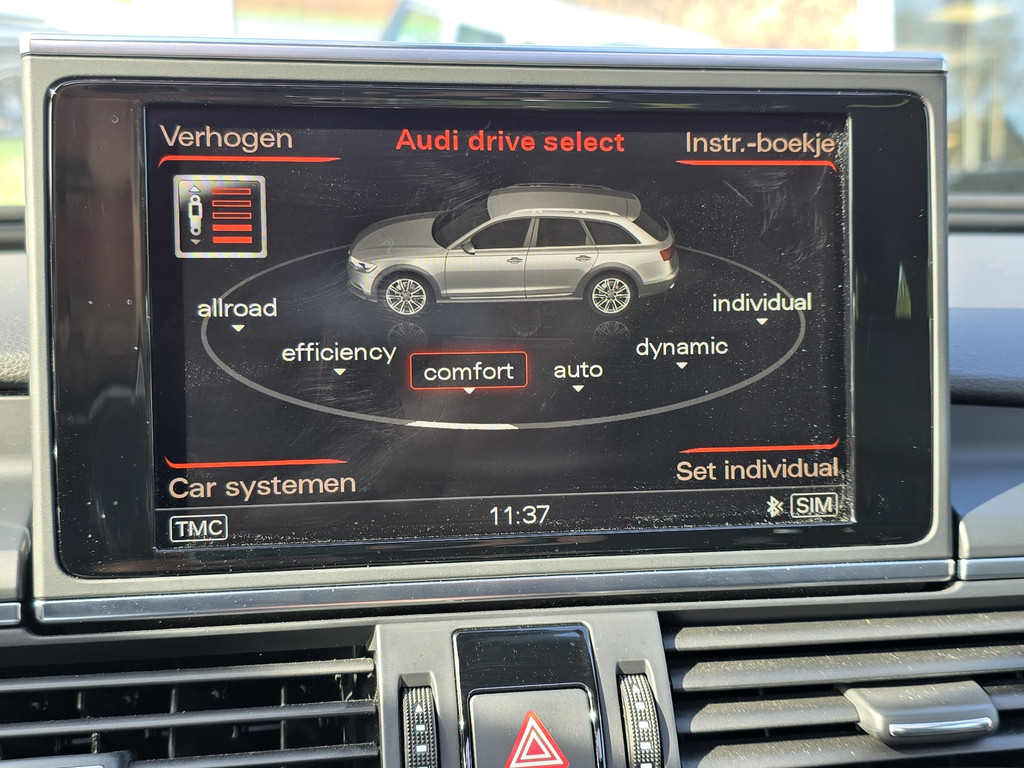 Verhogen
Audi drive select
Instr.-boekje
allroad
individual
efficiency
dynamic
comfort
auto
Car systemen
Set individual
TMC
11:37
SIM